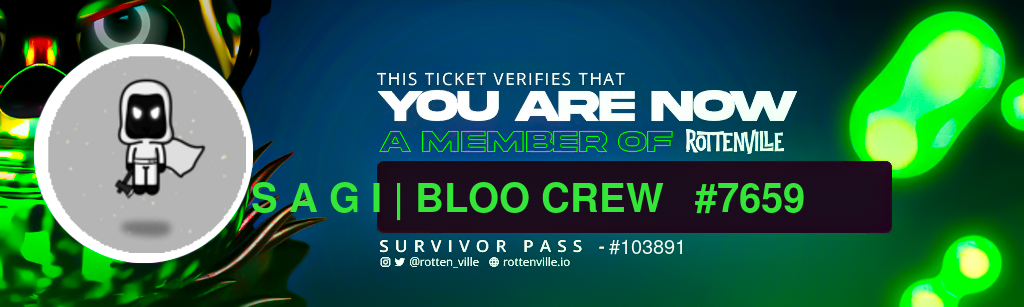 THIS TICKET VERIFIES THAT
YOU ARE NOW
A MEMBER OF ROTTENVILLE
S A G I | BLOO CREW #7659
SURVIVOR PASS - #103891
@rotten_ville rottenville.io